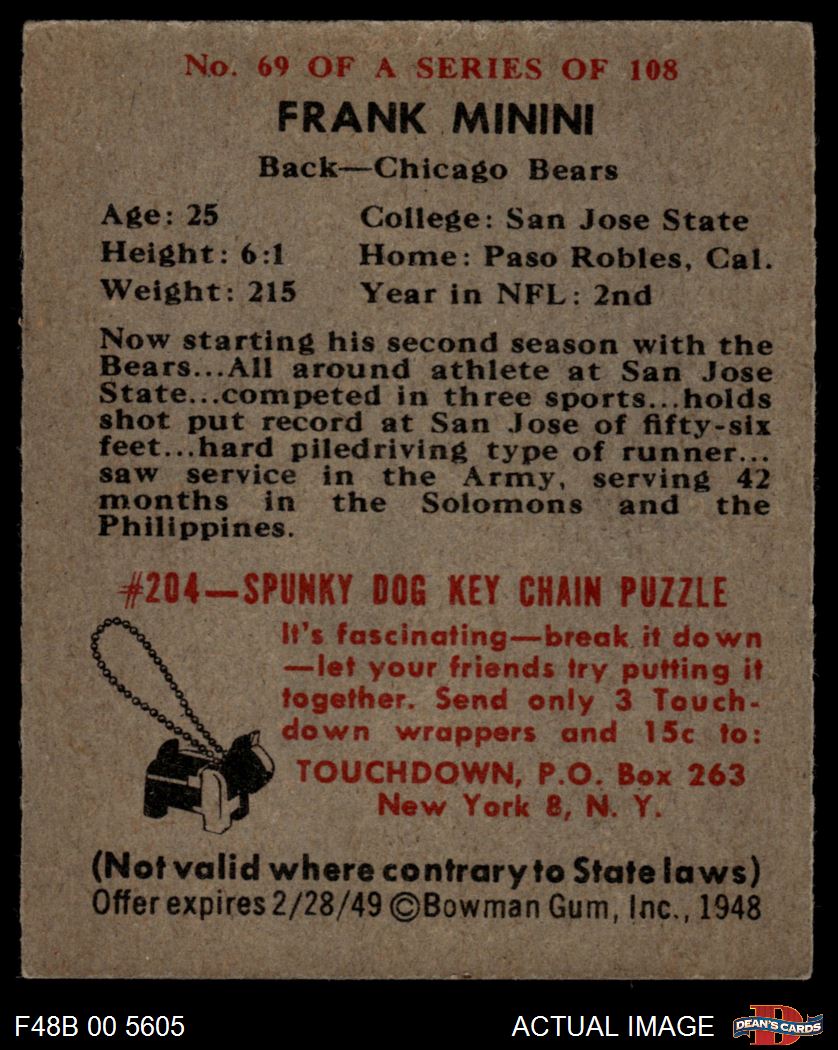 No. 69 OF A SERIES OF 108
FRANK MININI
Back—Chicago Bears
Age: 25 College: San Jose State
Height: 6:1 Home: Paso Robles, Cal.
Weight: 215 Year in NFL: 2nd
Now starting his second season with the
Bears...All around athlete at San Jose
State...competed in three sports...holds
shot put record at San Jose of fifty-six
feet...hard piledriving type of runner...
saw service in the Army, serving 42
months in the Solomons and the
Philippines.
#204—SPUNKY DOG KEY CHAIN PUZZLE
It's fascinating—break it down
—let your friends try putting it
together. Send only 3 Touch-
down wrappers and 15c to:
TOUCHDOWN, P.O. Box 263
New York 8, N. Y.
(Not valid where contrary to State laws)
Offer expires 2/28/49 ©Bowman Gum, Inc., 1948
F48B 00 5605 ACTUAL IMAGE D DEAN'S CARDS